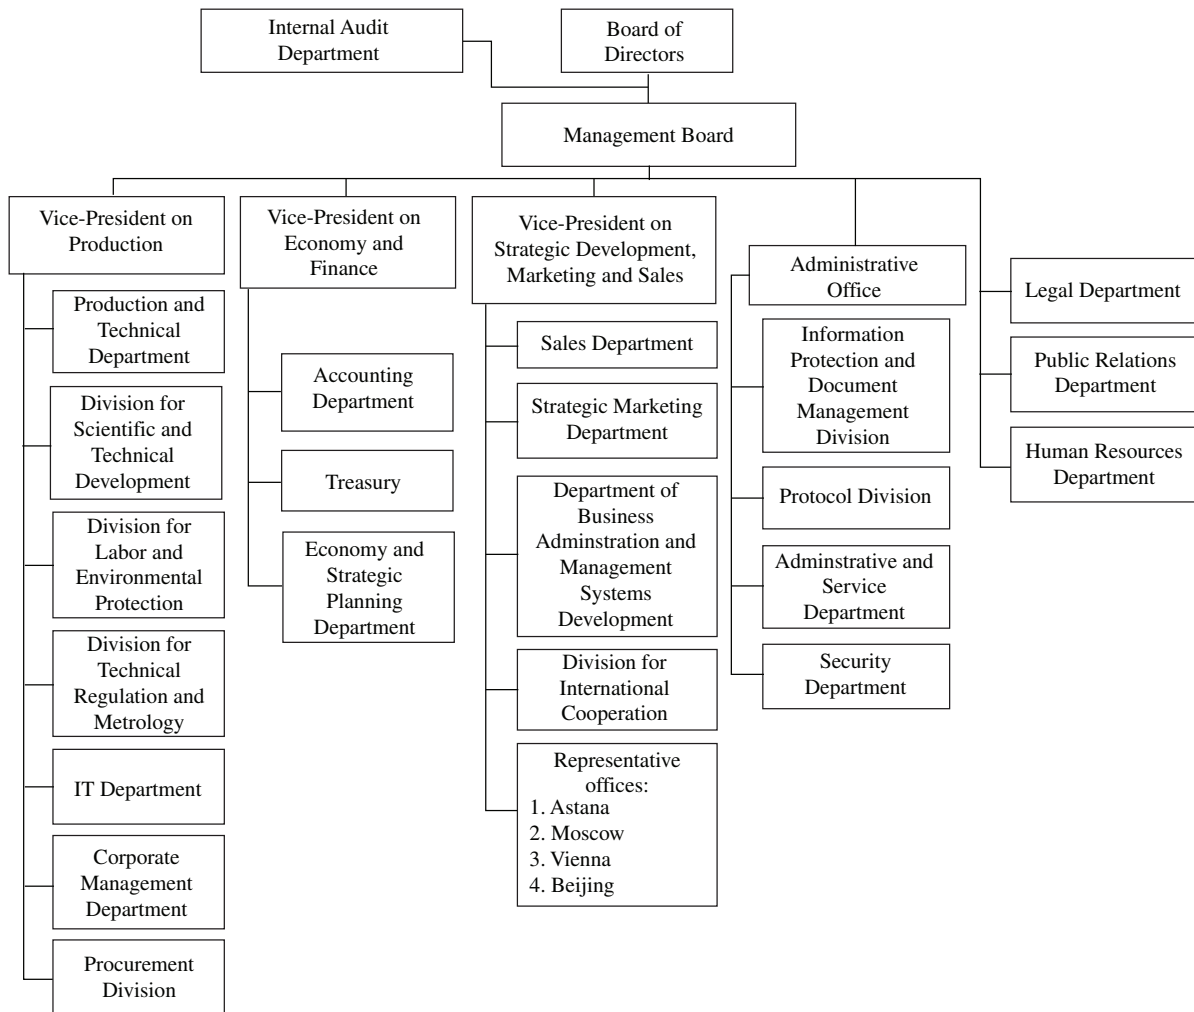 Internal Audit
Department
Board of
Directors
Management Board
Vice-President on
Production
Production and
Technical
Department
Division for
Scientific and
Technical
Development
Division for
Labor and
Environmental
Protection
Division for
Technical
Regulation and
Metrology
IT Department
Corporate
Management
Department
Procurement
Division
Vice-President on
Economy and
Finance
Accounting
Department
Treasury
Economy and
Strategic
Planning
Department
Vice-President on
Strategic Development,
Marketing and Sales
Sales Department
Strategic Marketing
Department
Department of
Business
Adminstration and
Management
Systems
Development
Division for
International
Cooperation
Representative
offices:
1. Astana
2. Moscow
3. Vienna
4. Beijing
Administrative
Office
Information
Protection and
Document
Management
Division
Protocol Division
Adminstrative and
Service
Department
Security
Department
Legal Department
Public Relations
Department
Human Resources
Department